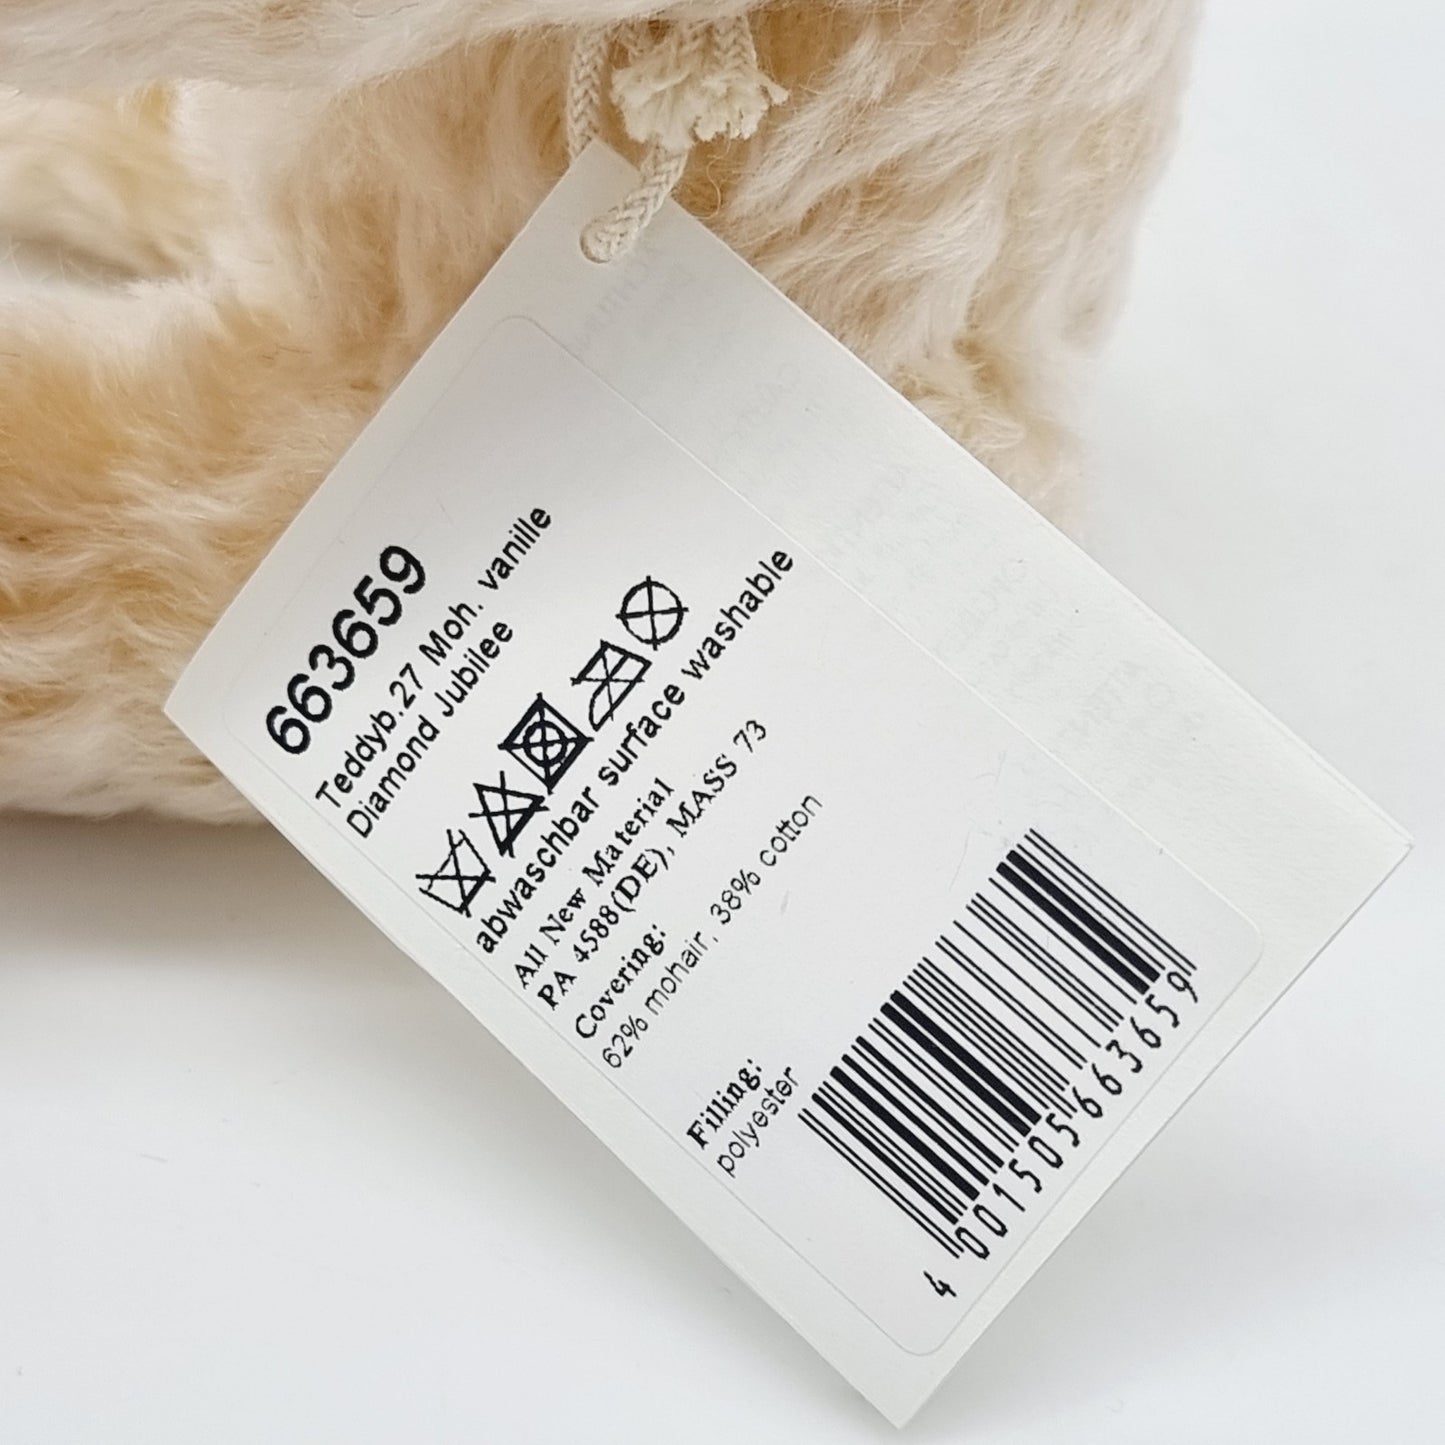 663659
Teddyb.27 Moh. vanille
Diamond Jubilee
abwaschbar surface washable
All New Material
PA 4588(DE), MASS 73
Covering:
62% mohair, 38% cotton
Filling:
polyester
4 001505 663659